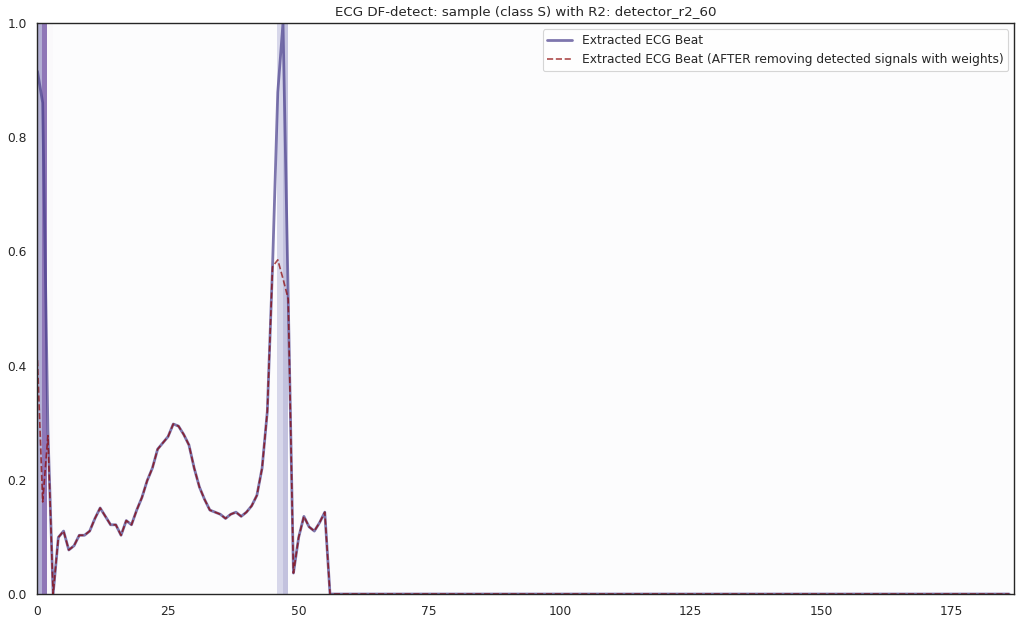 ECG DF-detect: sample (class S) with R2: detector_r2_60
1.0
Extracted ECG Beat
Extracted ECG Beat (AFTER removing detected signals with weights)
0.8
0.6
0.4
0.2
0.0
0 25 50 75 100 125 150 175